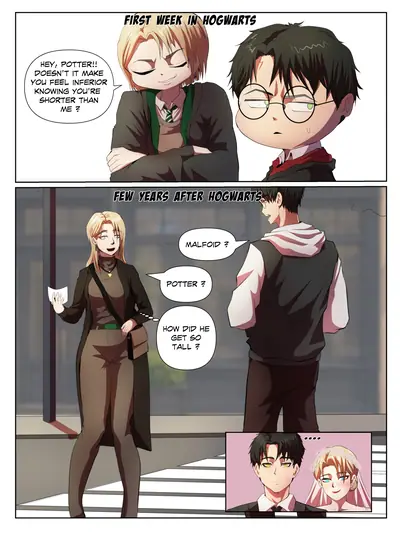 FIRST WEEK IN HOGWARTS
HEY, POTTER!!
DOESN'T IT MAKE
YOU FEEL INFERIOR
KNOWING YOU'RE
SHORTER THAN
ME ?
FEW YEARS AFTER HOGWARTS
MALFOID ?
POTTER ?
HOW DID HE
GET SO
TALL ?
....